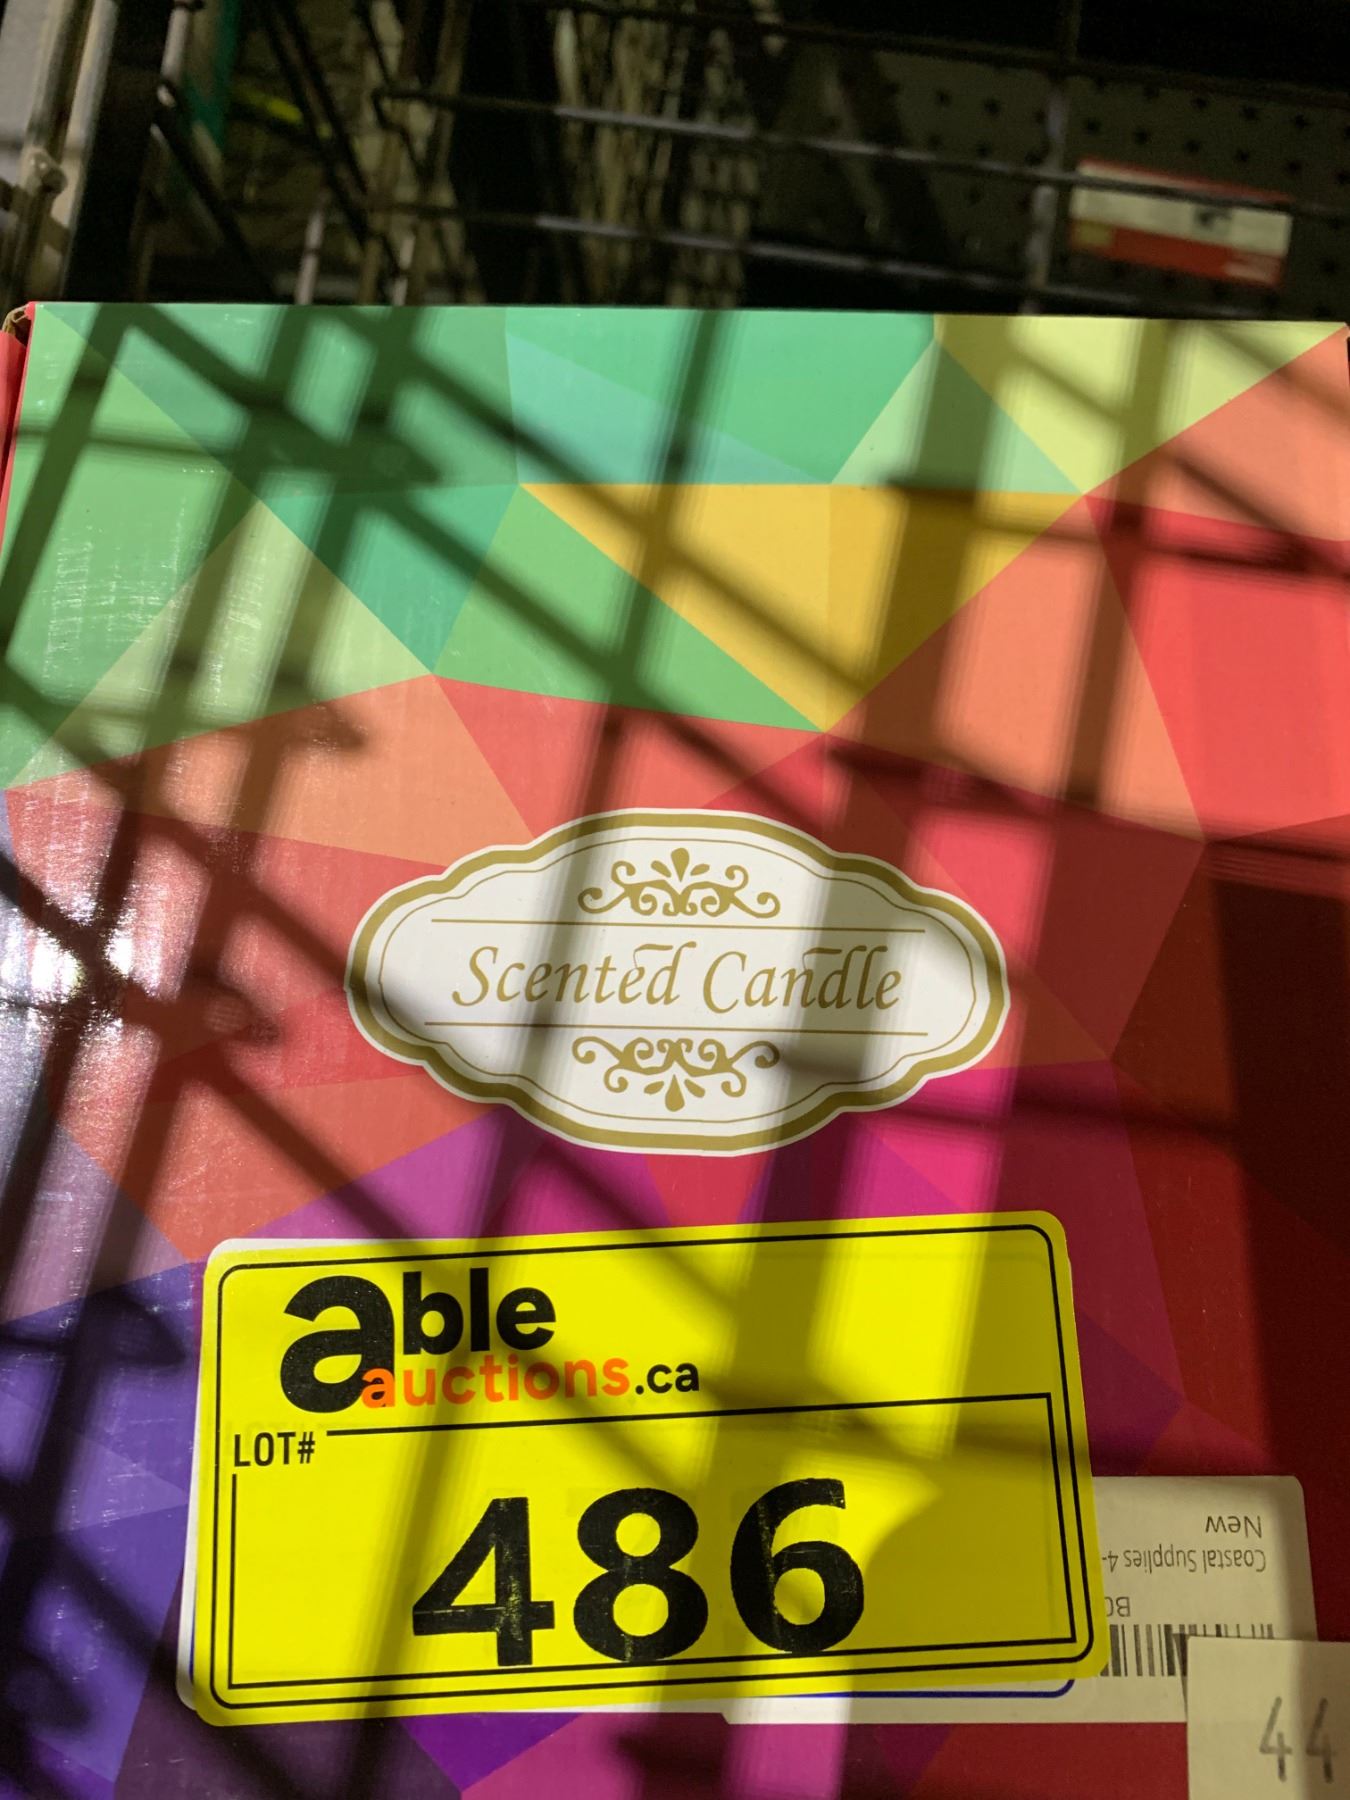 Scented Candle
able
auctions.ca
LOT#
486
New
Coastal Supplies 4-
BO
44